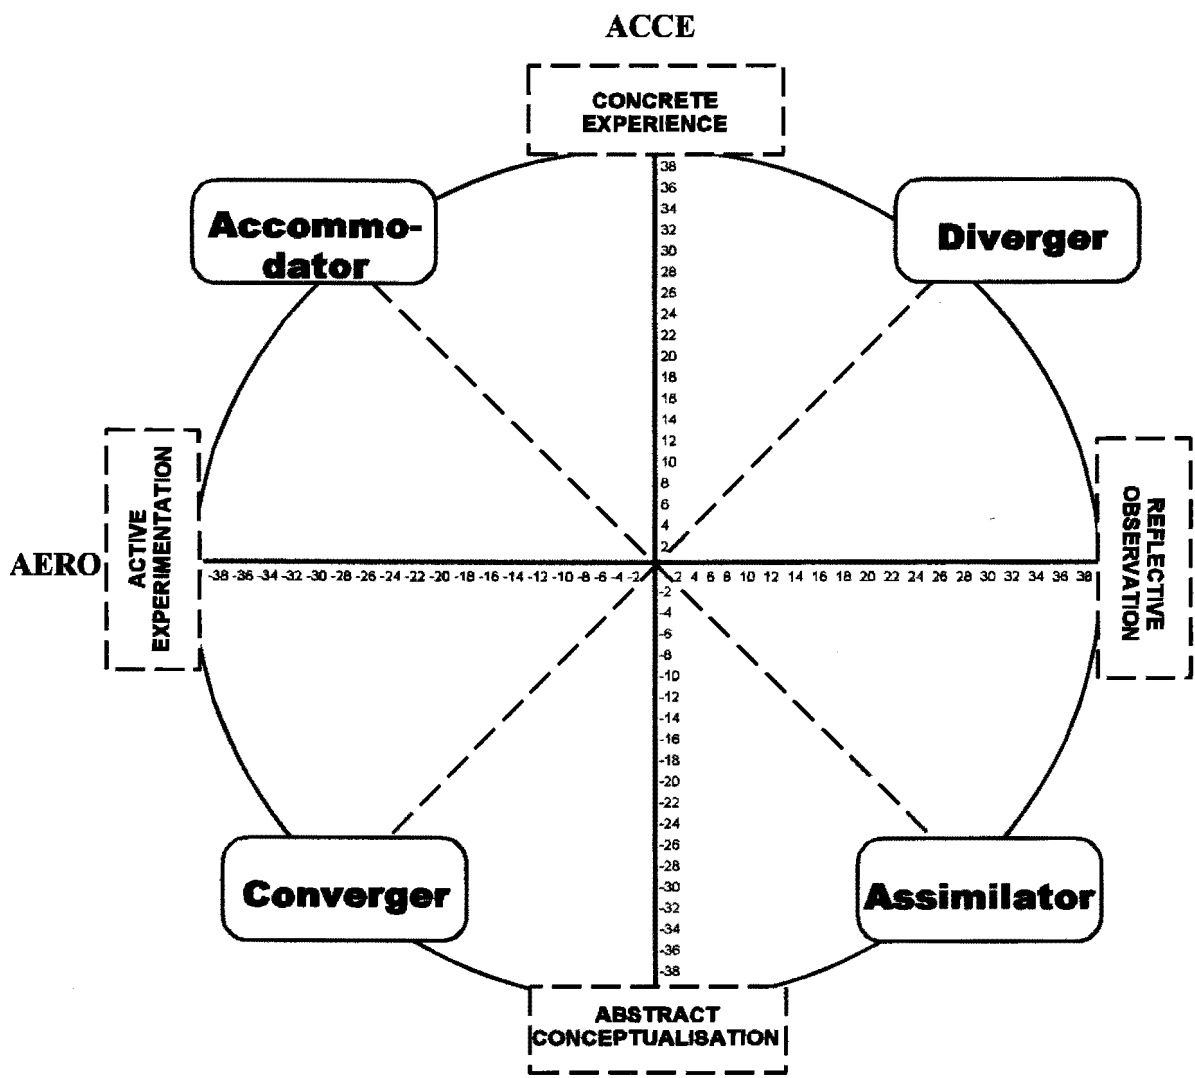 ACCE
CONCRETE
EXPERIENCE
38
36
34
32
30
28
26
24
22
20
18
16
14
12
10
8
6
4
2
Accommo-
dator
Diverger
ACTIVE
EXPERIMENTATION
REFLECTIVE
OBSERVATION
AERO
-38 -36 -34 -32 -30 -28 -26 -24 -22 -20 -18 -16 -14 -12 -10 -8 -6 -4 -2 2 4 6 8 10 12 14 16 18 20 22 24 26 28 30 32 34 36 38
-2
-4
-6
-8
-10
-12
-14
-16
-18
-20
-22
-24
-26
-28
-30
-32
-34
-36
-38
Converger
Assimilator
ABSTRACT
CONCEPTUALISATION